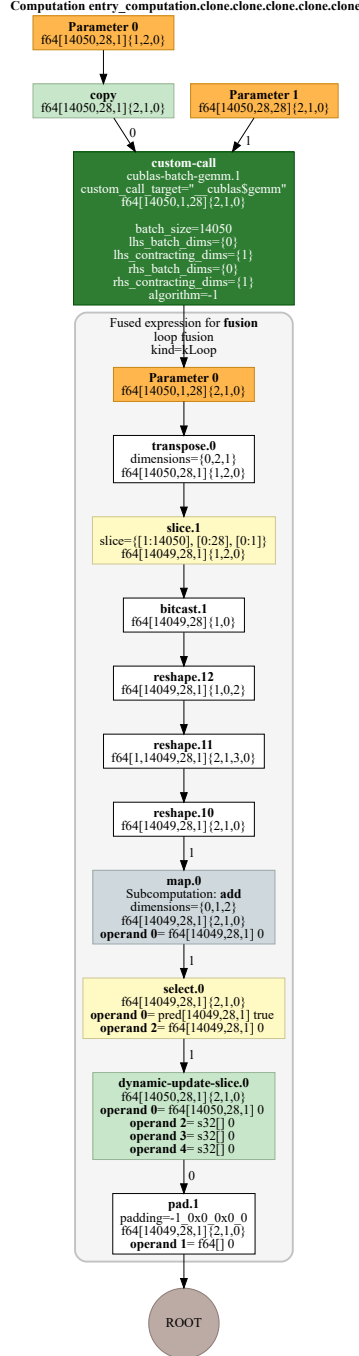 Computation entry_computation.clone.clone.clone.clone.clone
Parameter 0
f64[14050,28,1]{1,2,0}
copy
f64[14050,28,1]{2,1,0}
Parameter 1
f64[14050,28,28]{2,1,0}
0
1
custom-call
cublas-batch-gemm.1
custom_call_target="__cublas$gemm"
f64[14050,1,28]{2,1,0}
batch_size=14050
lhs_batch_dims={0}
lhs_contracting_dims={1}
rhs_batch_dims={0}
rhs_contracting_dims={1}
algorithm=-1
Fused expression for fusion
loop fusion
kind=kLoop
Parameter 0
f64[14050,1,28]{2,1,0}
transpose.0
dimensions={0,2,1}
f64[14050,28,1]{1,2,0}
slice.1
slice={[1:14050], [0:28], [0:1]}
f64[14049,28,1]{1,2,0}
bitcast.1
f64[14049,28]{1,0}
reshape.12
f64[14049,28,1]{1,0,2}
reshape.11
f64[1,14049,28,1]{2,1,3,0}
reshape.10
f64[14049,28,1]{2,1,0}
1
map.0
Subcomputation: add
dimensions={0,1,2}
f64[14049,28,1]{2,1,0}
operand 0= f64[14049,28,1] 0
1
select.0
f64[14049,28,1]{2,1,0}
operand 0= pred[14049,28,1] true
operand 2= f64[14049,28,1] 0
1
dynamic-update-slice.0
f64[14050,28,1]{2,1,0}
operand 0= f64[14050,28,1] 0
operand 2= s32[] 0
operand 3= s32[] 0
operand 4= s32[] 0
0
pad.1
padding=-1_0x0_0x0_0
f64[14049,28,1]{2,1,0}
operand 1= f64[] 0
ROOT